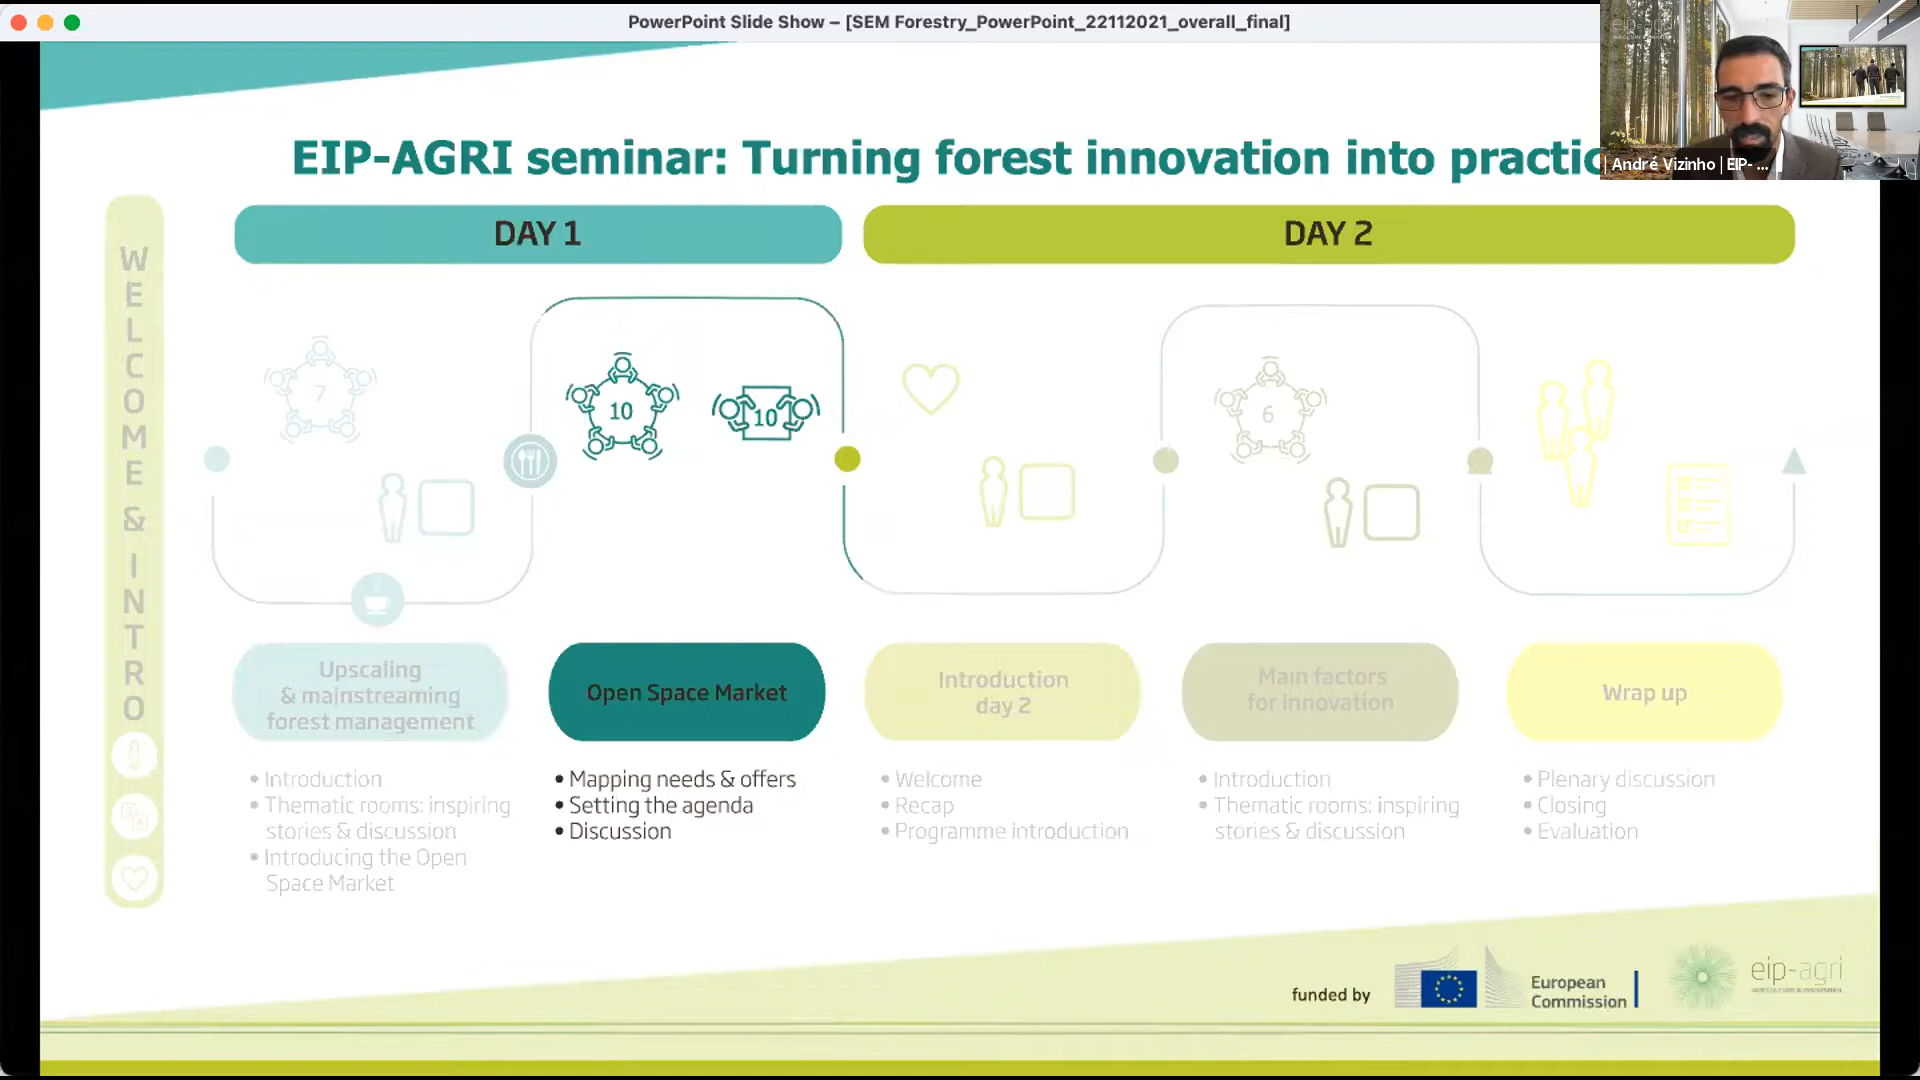 PowerPoint Slide Show – [SEM Forestry_PowerPoint_22112021_overall_final]
| André Vizinho | EIP- ...
EIP-AGRI seminar: Turning forest innovation into practic
DAY 1
DAY 2
WELCOME & INTRO
7
10
10
6
Upscaling
& mainstreaming
forest management
Open Space Market
Introduction
day 2
Main factors
for innovation
Wrap up
• Introduction
• Thematic rooms: inspiring
stories & discussion
• Introducing the Open
Space Market
• Mapping needs & offers
• Setting the agenda
• Discussion
• Welcome
• Recap
• Programme introduction
• Introduction
• Thematic rooms: inspiring
stories & discussion
• Plenary discussion
• Closing
• Evaluation
funded by
European
Commission
eip-agri